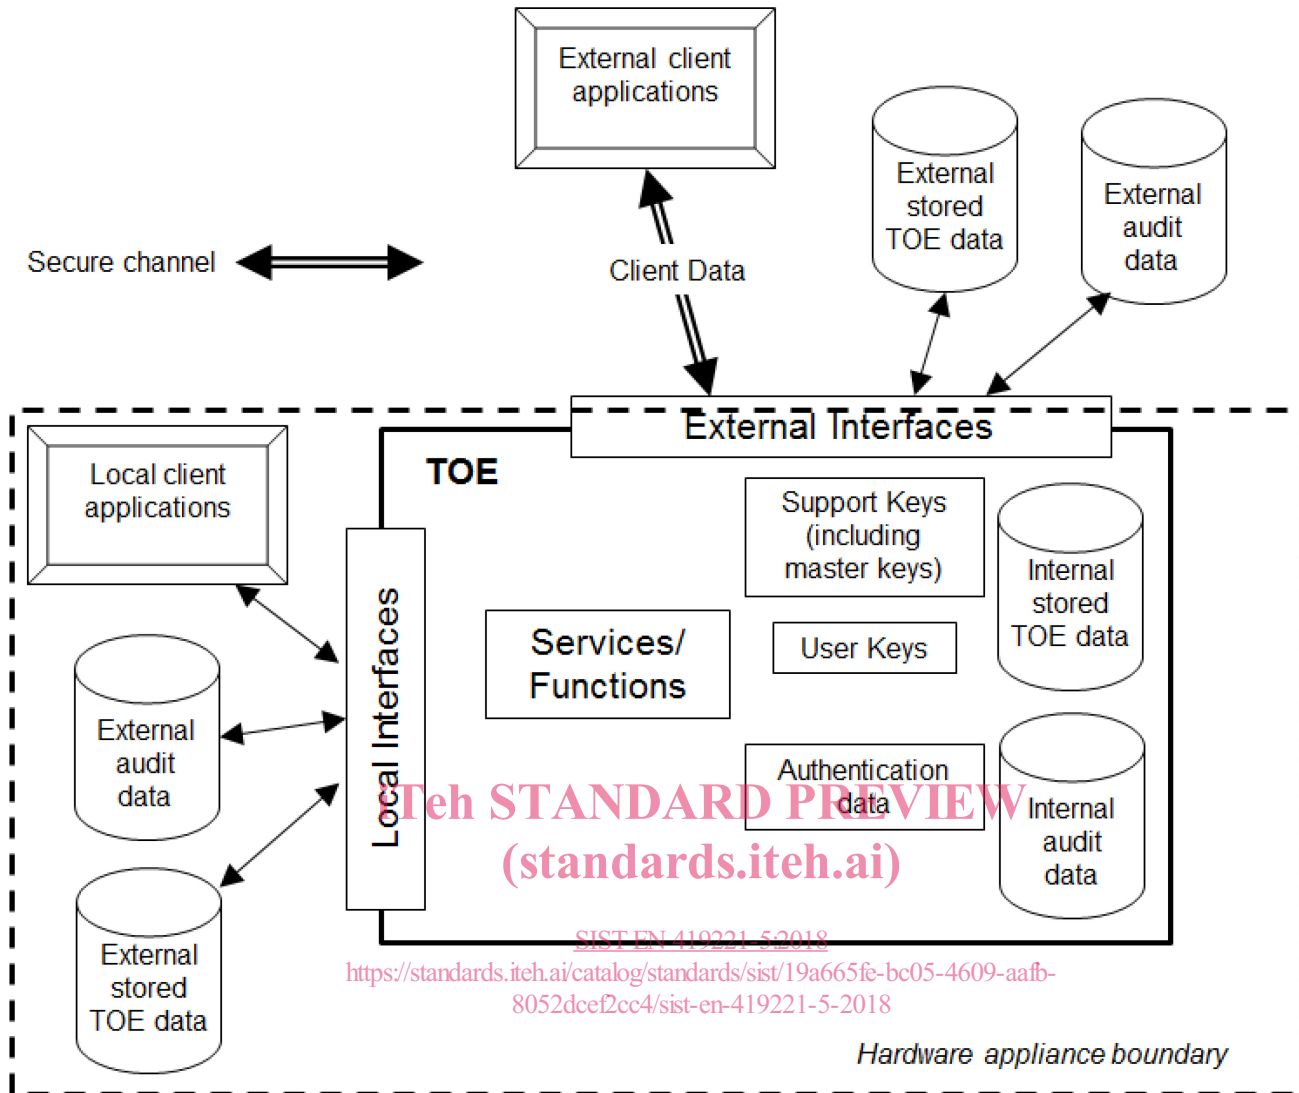 External client
applications
External
stored
TOE data
External
audit
data
Secure channel
Client Data
External Interfaces
Local client
applications
TOE
Support Keys
(including
master keys)
Internal
stored
TOE data
Local Interfaces
Services/
Functions
User Keys
External
audit
data
Authentication
data
Internal
audit
data
iTeh STANDARD PREVIEW
(standards.iteh.ai)
External
stored
TOE data
SIST EN 419221-5:2018
https://standards.iteh.ai/catalog/standards/sist/19a665fe-bc05-4609-aafb-
8052dcef2cc4/sist-en-419221-5-2018
Hardware appliance boundary